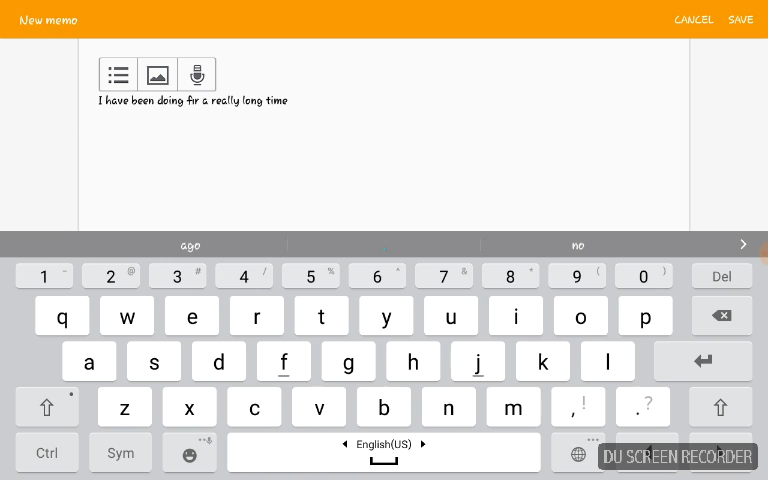 New memo CANCEL SAVE
I have been doing fir a really long time
ago , no >
1 - 2 @ 3 # 4 / 5 % 6 ^ 7 & 8 * 9 ( 0 ) Del
q w e r t y u i o p
a s d f g h j k l
z x c v b n m , ! . ?
Ctrl Sym English(US) DU SCREEN RECORDER